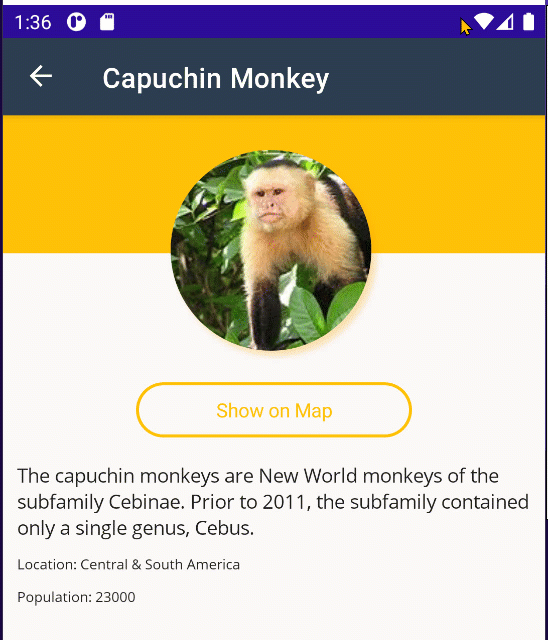 1:36
Capuchin Monkey
Show on Map
The capuchin monkeys are New World monkeys of the
subfamily Cebinae. Prior to 2011, the subfamily contained
only a single genus, Cebus.
Location: Central & South America
Population: 23000